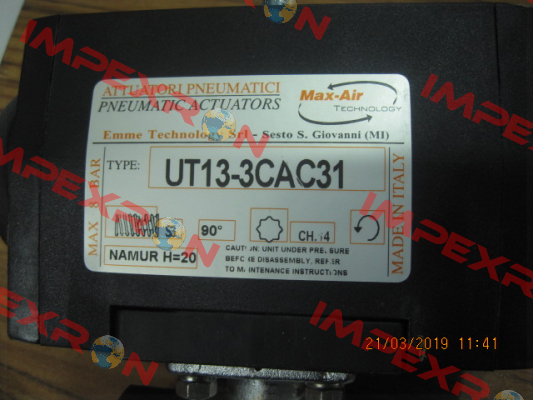 IMPEXRON
ATTUATORI PNEUMATICI
PNEUMATIC ACTUATORS
Max-Air
TECHNOLOGY
Emme Technology Srl - Sesto S. Giovanni (MI)
MAX 8 BAR
TYPE:
UT13-3CAC31
MADE IN ITALY
90°
CH.
NAMUR H=20
CAUTION: UNIT UNDER PRESSURE
BEFORE DISASSEMBLY, REFER
TO MAINTENANCE INSTRUCTIONS
21/03/2019 11:41